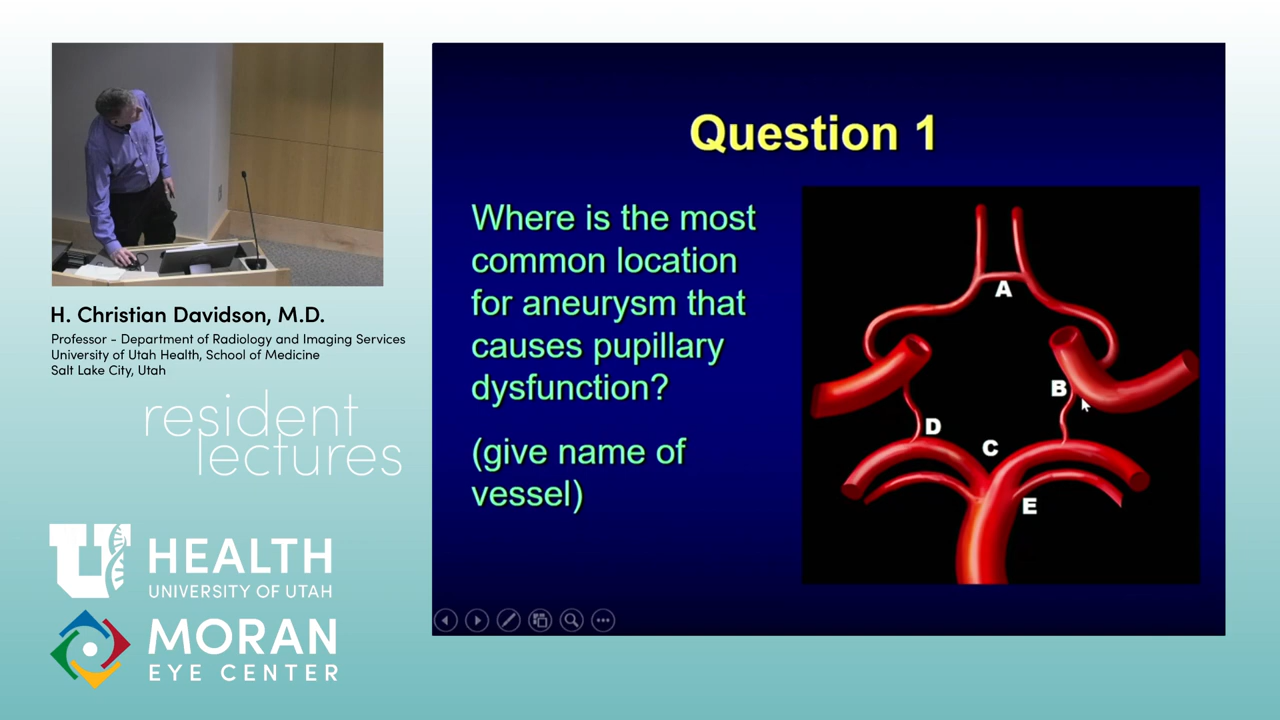 H. Christian Davidson, M.D.
Professor - Department of Radiology and Imaging Services
University of Utah Health, School of Medicine
Salt Lake City, Utah
resident
lectures
U HEALTH
UNIVERSITY OF UTAH
MORAN
EYE CENTER
Question 1
Where is the most
common location
for aneurysm that
causes pupillary
dysfunction?
(give name of
vessel)
A
B
D
C
E